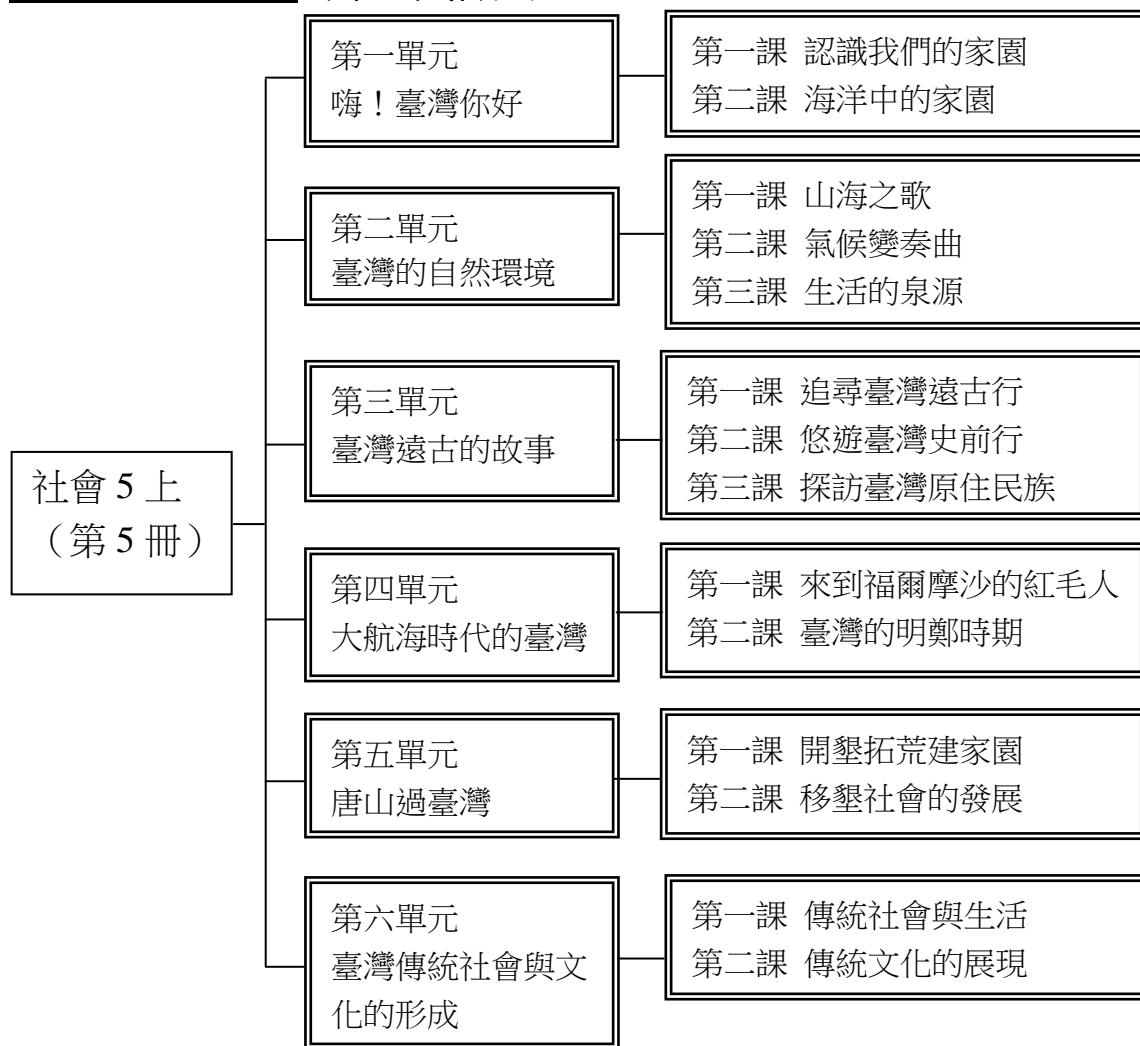 社會 5 上
（第 5 冊）
第一單元
嗨！臺灣你好
第一課 認識我們的家園
第二課 海洋中的家園
第二單元
臺灣的自然環境
第一課 山海之歌
第二課 氣候變奏曲
第三課 生活的泉源
第三單元
臺灣遠古的故事
第一課 追尋臺灣遠古行
第二課 悠遊臺灣史前行
第三課 探訪臺灣原住民族
第四單元
大航海時代的臺灣
第一課 來到福爾摩沙的紅毛人
第二課 臺灣的明鄭時期
第五單元
唐山過臺灣
第一課 開墾拓荒建家園
第二課 移墾社會的發展
第六單元
臺灣傳統社會與文
化的形成
第一課 傳統社會與生活
第二課 傳統文化的展現